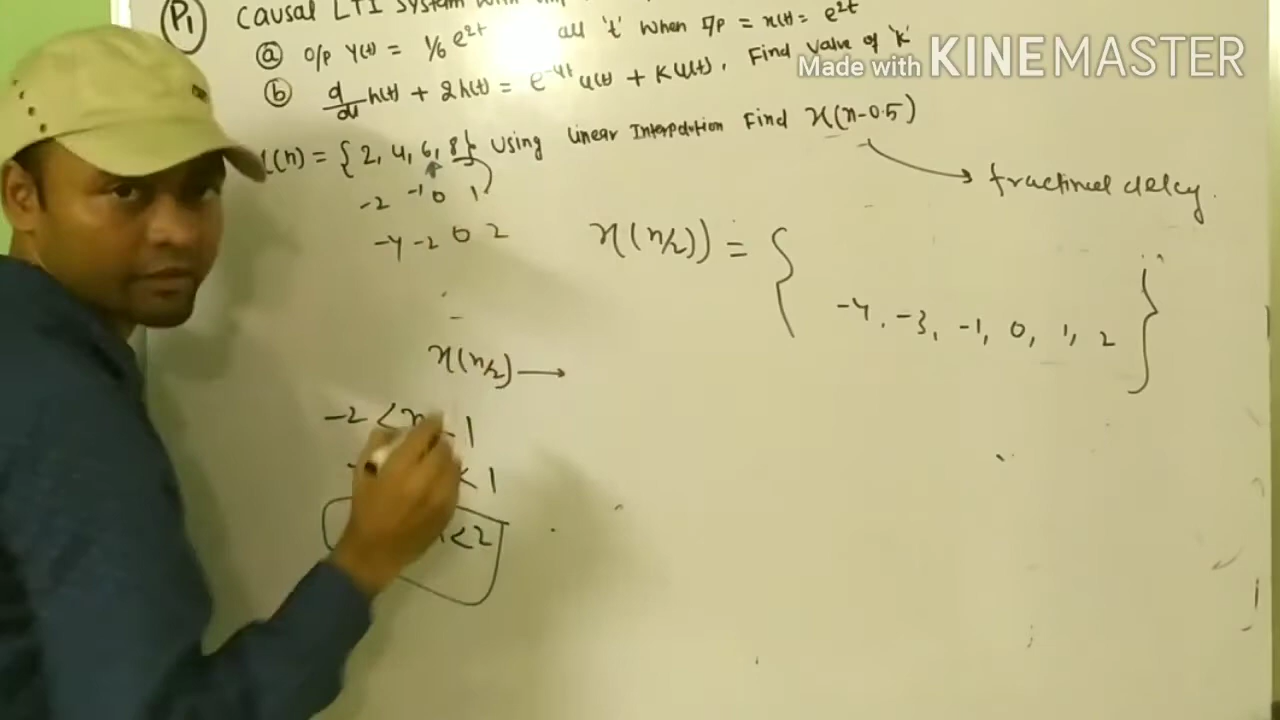 P1 Causal LTI System with
(a) O/P y(t) = 1/6 e^2t all 't' when I/P = x(t) = e^2t
(b) d/dt h(t) + 2h(t) = e^-4t u(t) + K u(t), Find Value of 'K'
Made with KINEMASTER
x(n) = { 2, 4, 6, 8 } Using Linear Interpolation Find x(n-0.5)
↑
-2 -1 0 1
fractional delay.
-4 -2 0 2
x(n/2)) = {
-4, -3, -1, 0, 1, 2 }
x(n/2) →
-2 < n 1
< 1
<2